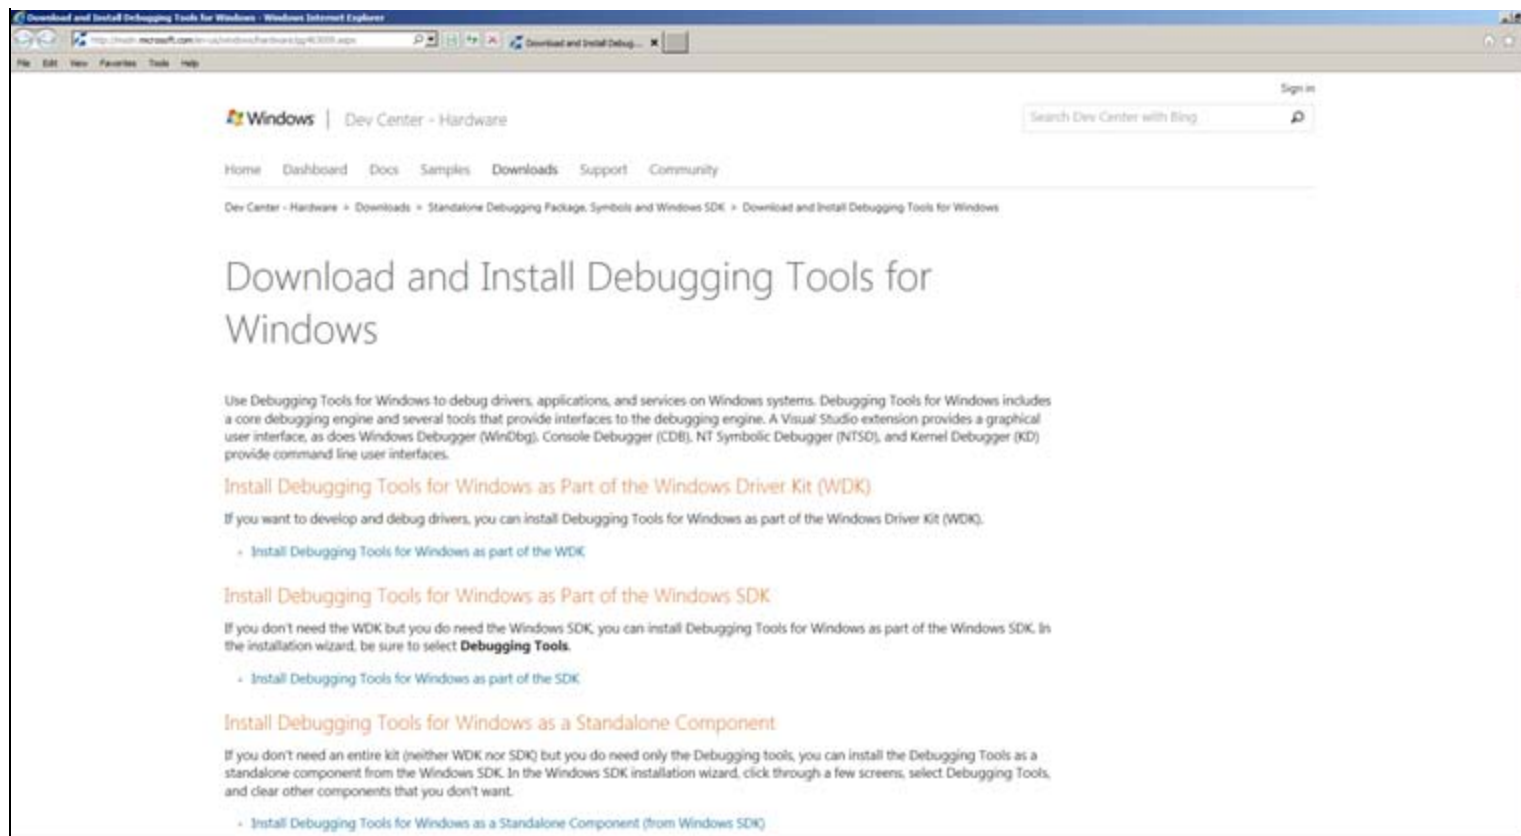 Download and Install Debugging Tools for Windows - Windows Internet Explorer
Download and Install Debug...
File Edit View Favorites Tools Help
Sign in
Windows | Dev Center - Hardware
Search Dev Center with Bing
Home Dashboard Docs Samples Downloads Support Community
Dev Center - Hardware > Downloads > Standalone Debugging Package, Symbols and Windows SDK > Download and Install Debugging Tools for Windows
Download and Install Debugging Tools for
Windows
Use Debugging Tools for Windows to debug drivers, applications, and services on Windows systems. Debugging Tools for Windows includes
a core debugging engine and several tools that provide interfaces to the debugging engine. A Visual Studio extension provides a graphical
user interface, as does Windows Debugger (WinDbg). Console Debugger (CDB), NT Symbolic Debugger (NTSD), and Kernel Debugger (KD)
provide command line user interfaces.
Install Debugging Tools for Windows as Part of the Windows Driver Kit (WDK)
If you want to develop and debug drivers, you can install Debugging Tools for Windows as part of the Windows Driver Kit (WDK).
Install Debugging Tools for Windows as part of the WDK
Install Debugging Tools for Windows as Part of the Windows SDK
If you don't need the WDK but you do need the Windows SDK, you can install Debugging Tools for Windows as part of the Windows SDK. In
the installation wizard, be sure to select Debugging Tools.
Install Debugging Tools for Windows as part of the SDK
Install Debugging Tools for Windows as a Standalone Component
If you don't need an entire kit (neither WDK nor SDK) but you do need only the Debugging tools, you can install the Debugging Tools as a
standalone component from the Windows SDK. In the Windows SDK installation wizard, click through a few screens, select Debugging Tools,
and clear other components that you don't want.
Install Debugging Tools for Windows as a Standalone Component (from Windows SDK)